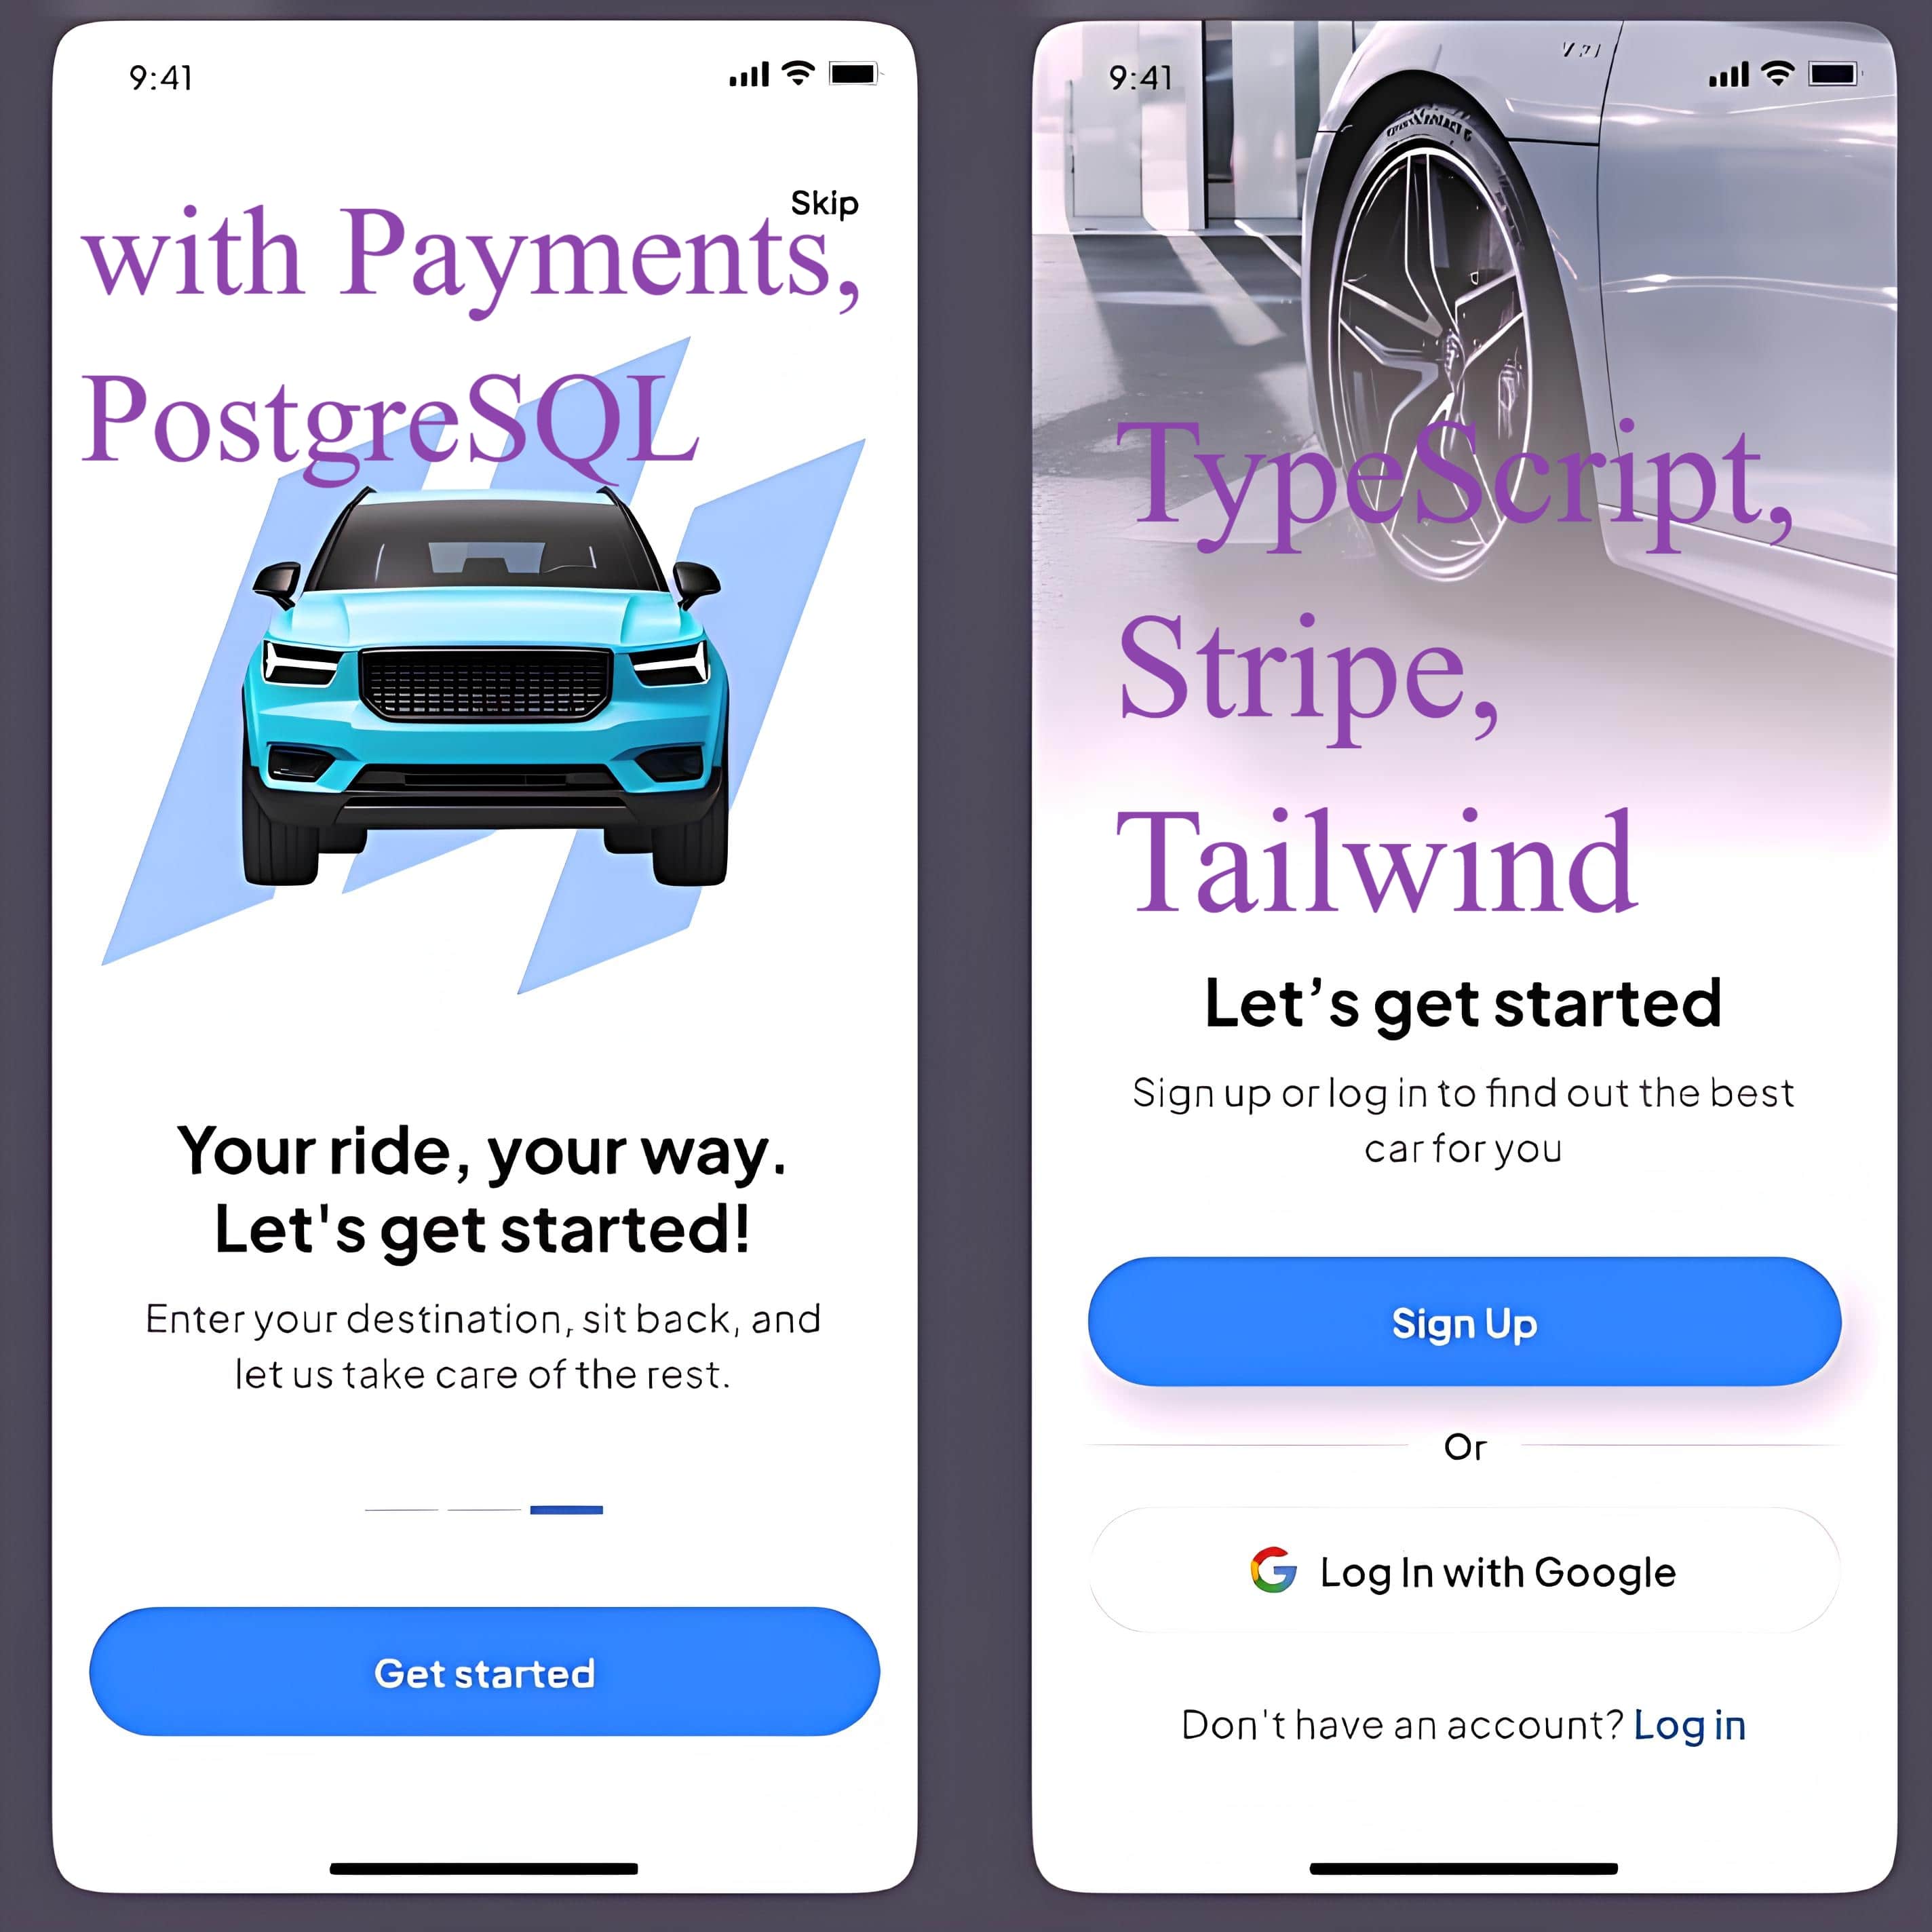 9:41
Skip
with Payments,
PostgreSQL
Your ride, your way.
Let's get started!
Enter your destination, sit back, and
let us take care of the rest.
Get started
9:41
TypeScript,
Stripe,
Tailwind
Let’s get started
Sign up or log in to find out the best
car for you
Sign Up
Or
Log In with Google
Don't have an account? Log in